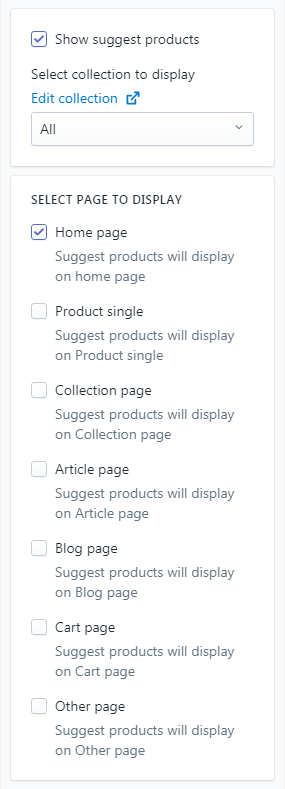 Show suggest products
Select collection to display
Edit collection
All
SELECT PAGE TO DISPLAY
Home page
Suggest products will display
on home page
Product single
Suggest products will display
on Product single
Collection page
Suggest products will display
on Collection page
Article page
Suggest products will display
on Article page
Blog page
Suggest products will display
on Blog page
Cart page
Suggest products will display
on Cart page
Other page
Suggest products will display
on Other page